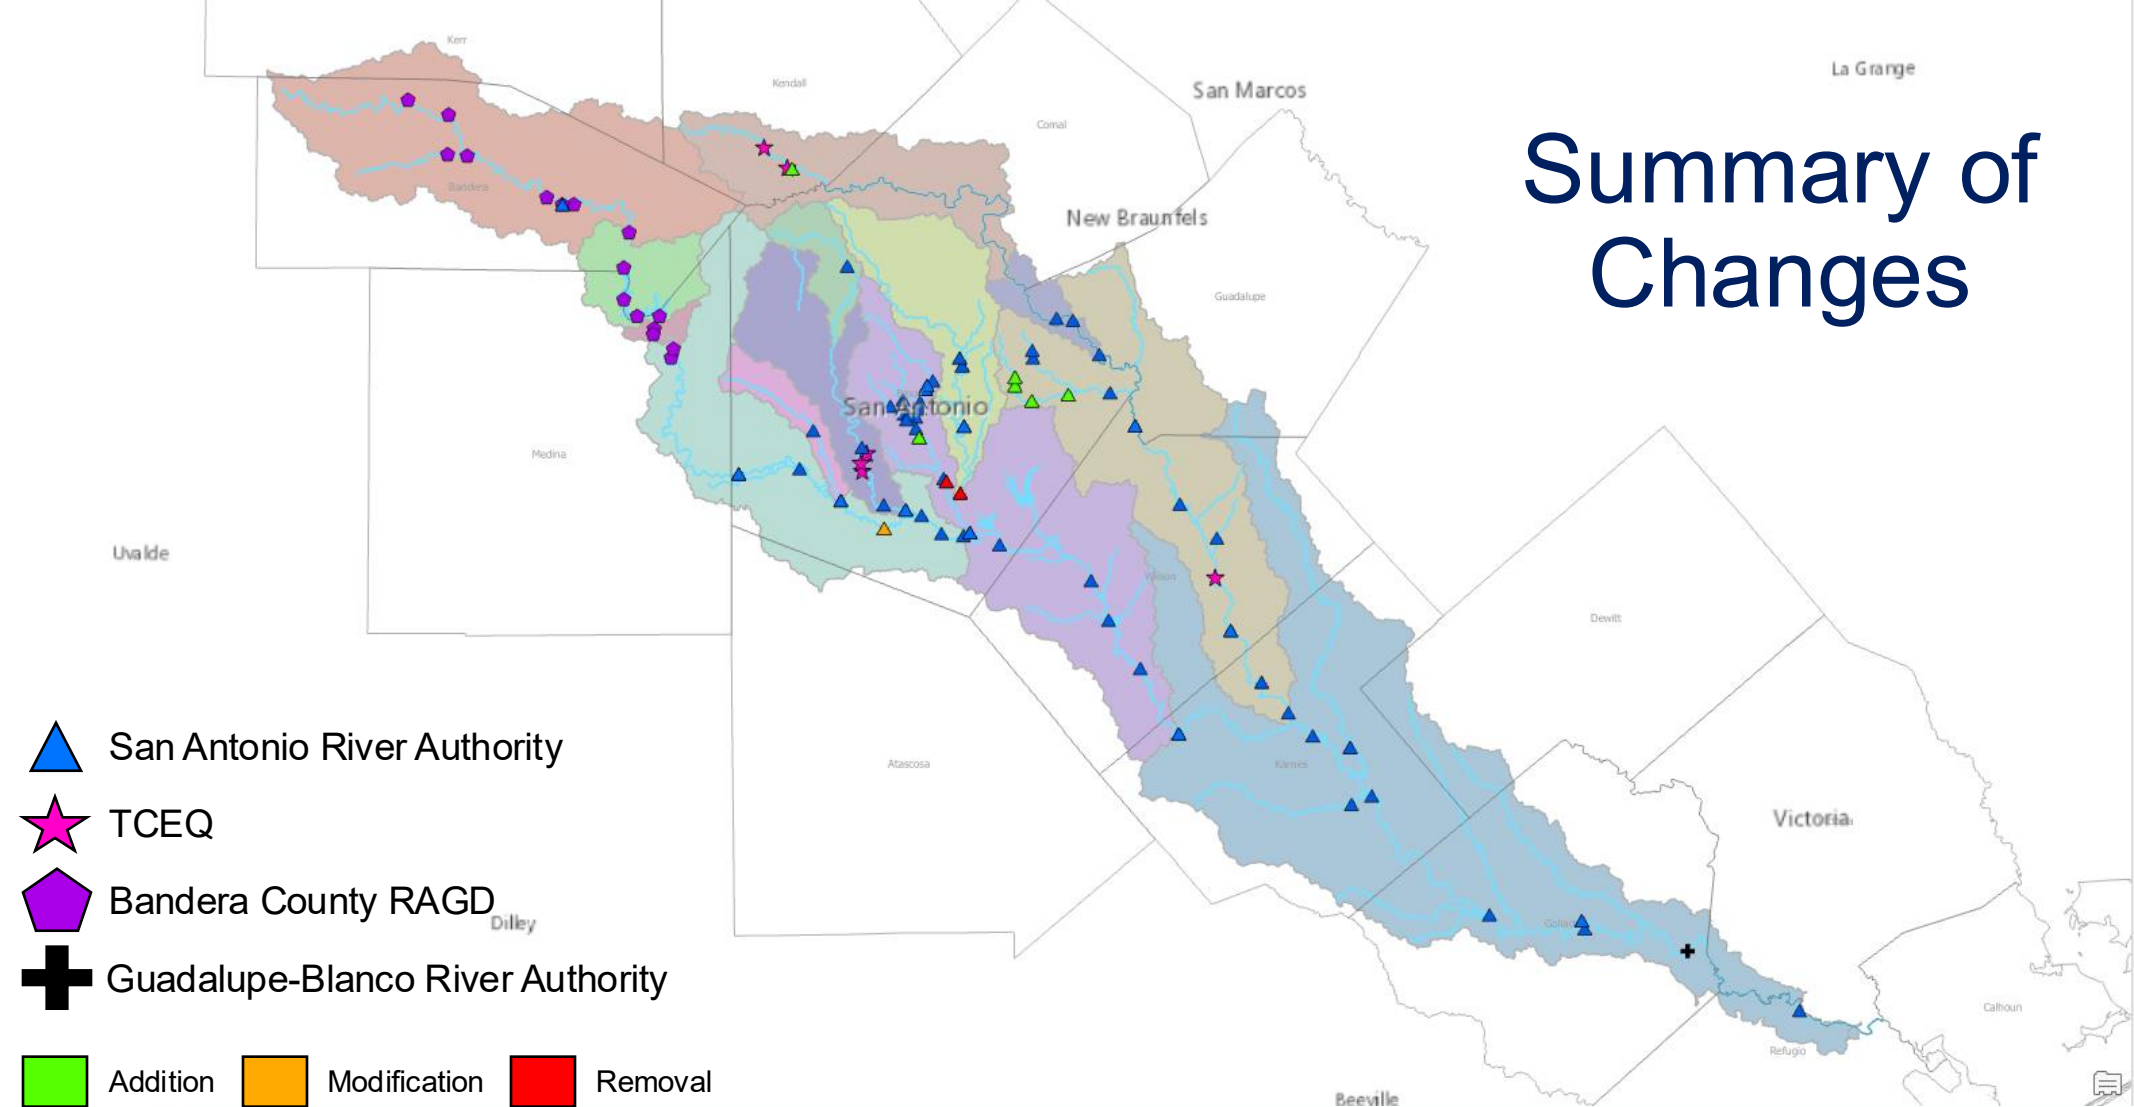 Kerr
Kendall
San Marcos
La Grange
Comal
Summary of
Changes
Bandera
New Braunfels
Guadalupe
San Antonio
Medina
Uvalde
Wilson
Dewitt
San Antonio River Authority
Karnes
Atascosa
Victoria
TCEQ
Bandera County RAGD
Dilley
Goliad
Guadalupe-Blanco River Authority
Calhoun
Refugio
Addition
Modification
Removal
Beeville